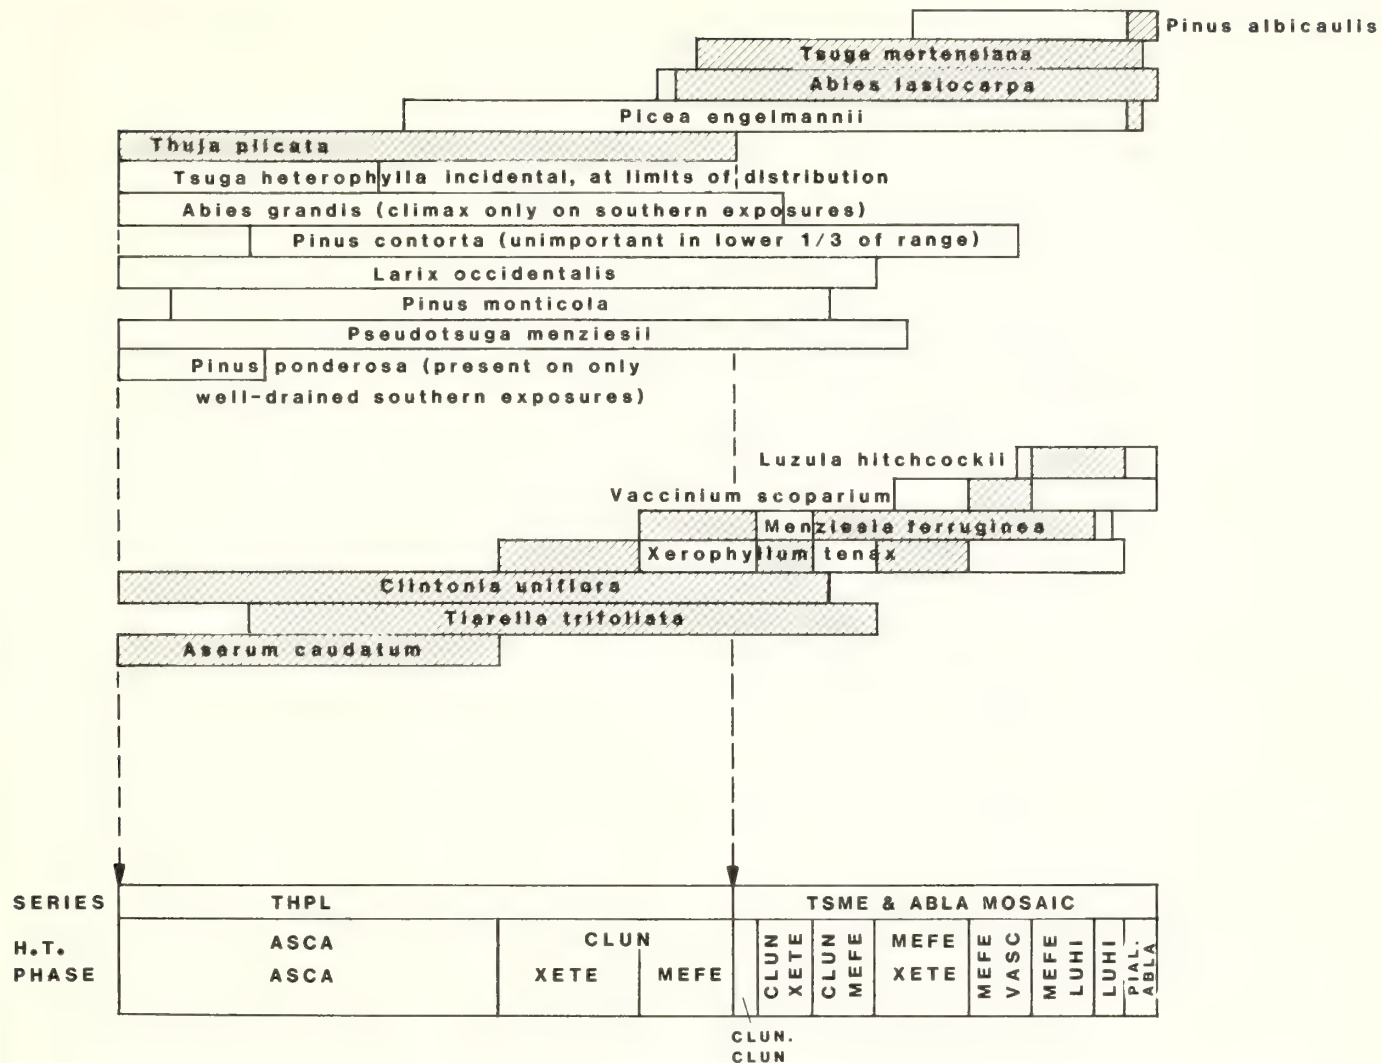 Pinus albicaulis
Tsuga mertensiana
Abies lasiocarpa
Picea engelmannii
Thuja plicata
Tsuga heterophylla incidental, at limits of distribution
Abies grandis (climax only on southern exposures)
Pinus contorta (unimportant in lower 1/3 of range)
Larix occidentalis
Pinus monticola
Pseudotsuga menziesii
Pinus ponderosa (present on only
well-drained southern exposures)
Luzula hitchcockii
Vaccinium scoparium
Menziesia ferruginea
Xerophyllum tenax
Clintonia uniflora
Tiarella trifoliata
Asarum caudatum
SERIES THPL TSME & ABLA MOSAIC
H.T. ASCA CLUN CLUN CLUN MEFE MEFE MEFE LUHI PIAL.
PHASE ASCA XETE MEFE XETE MEFE XETE VASC LUHI ABLA
CLUN.
CLUN